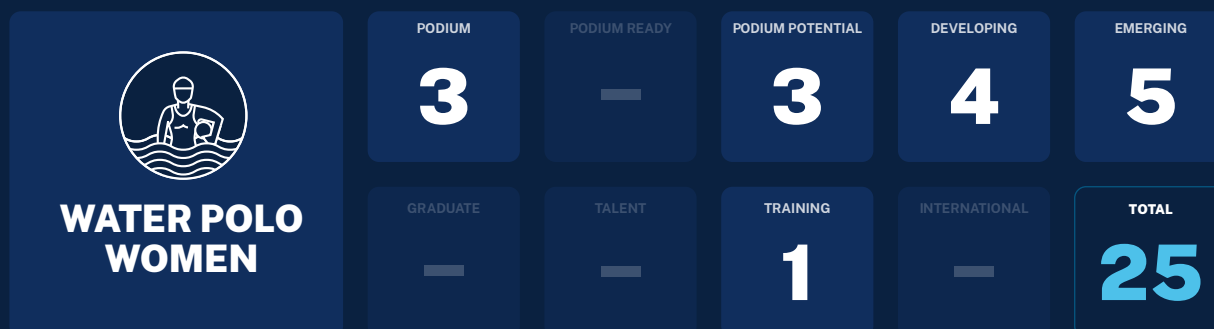 PODIUM
PODIUM READY
PODIUM POTENTIAL
DEVELOPING
EMERGING
3
–
3
4
5
WATER POLO
WOMEN
GRADUATE
TALENT
TRAINING
INTERNATIONAL
TOTAL
–
–
1
–
25